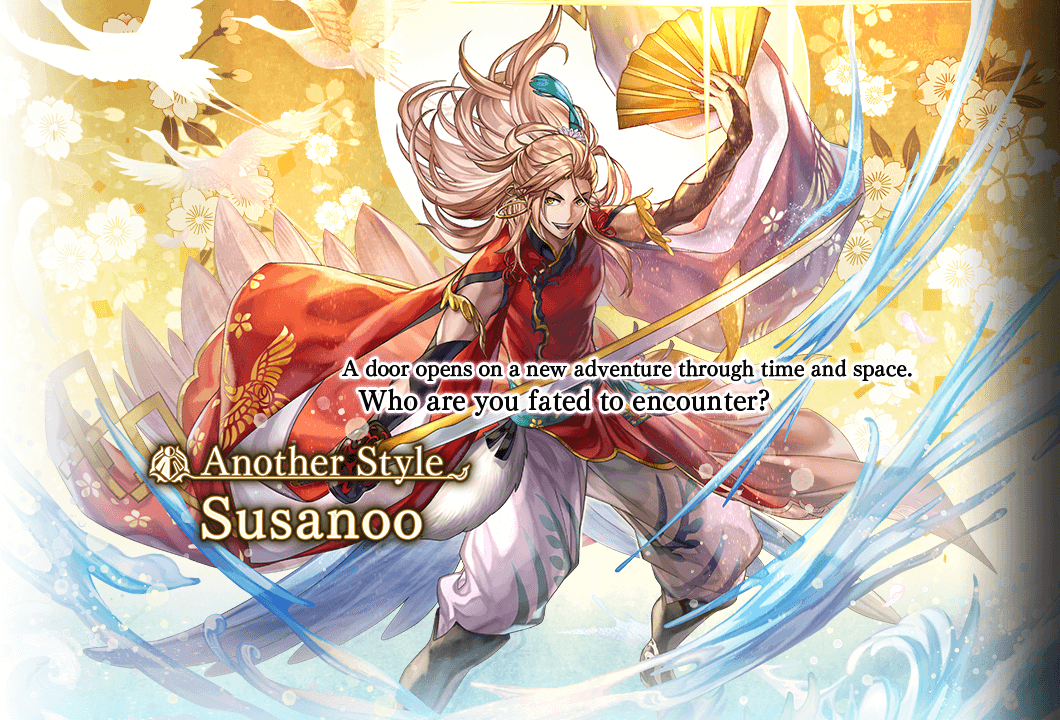 A door opens on a new adventure through time and space.
Who are you fated to encounter?
Another Style
Susanoo